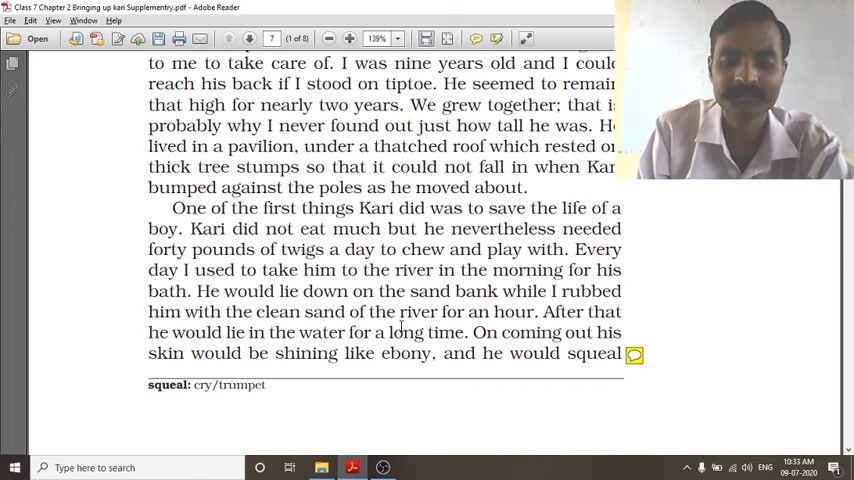 Class 7 Chapter 2 Bringing up kari Supplementry.pdf - Adobe Reader
File Edit View Window Help
Open 7 (1 of 8) 139%
to me to take care of. I was nine years old and I could
reach his back if I stood on tiptoe. He seemed to remain
that high for nearly two years. We grew together; that is
probably why I never found out just how tall he was. He
lived in a pavilion, under a thatched roof which rested on
thick tree stumps so that it could not fall in when Kari
bumped against the poles as he moved about.
One of the first things Kari did was to save the life of a
boy. Kari did not eat much but he nevertheless needed
forty pounds of twigs a day to chew and play with. Every
day I used to take him to the river in the morning for his
bath. He would lie down on the sand bank while I rubbed
him with the clean sand of the river for an hour. After that
he would lie in the water for a long time. On coming out his
skin would be shining like ebony, and he would squeal
squeal: cry/trumpet
Type here to search
ENG
10:33 AM
09-07-2020